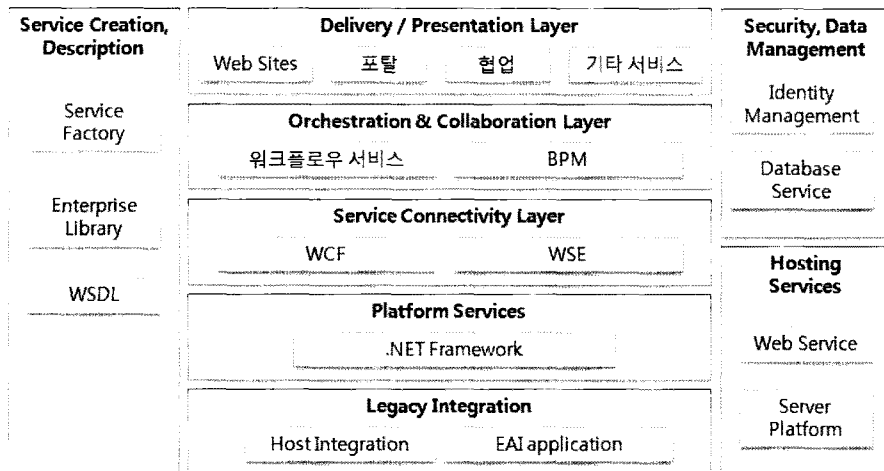 Service Creation,
Description
Service
Factory
Enterprise
Library
WSDL
Delivery / Presentation Layer
Web Sites
포탈
협업
기타 서비스
Orchestration & Collaboration Layer
워크플로우 서비스
BPM
Service Connectivity Layer
WCF
WSE
Platform Services
.NET Framework
Legacy Integration
Host Integration
EAI application
Security, Data
Management
Identity
Management
Database
Service
Hosting
Services
Web Service
Server
Platform